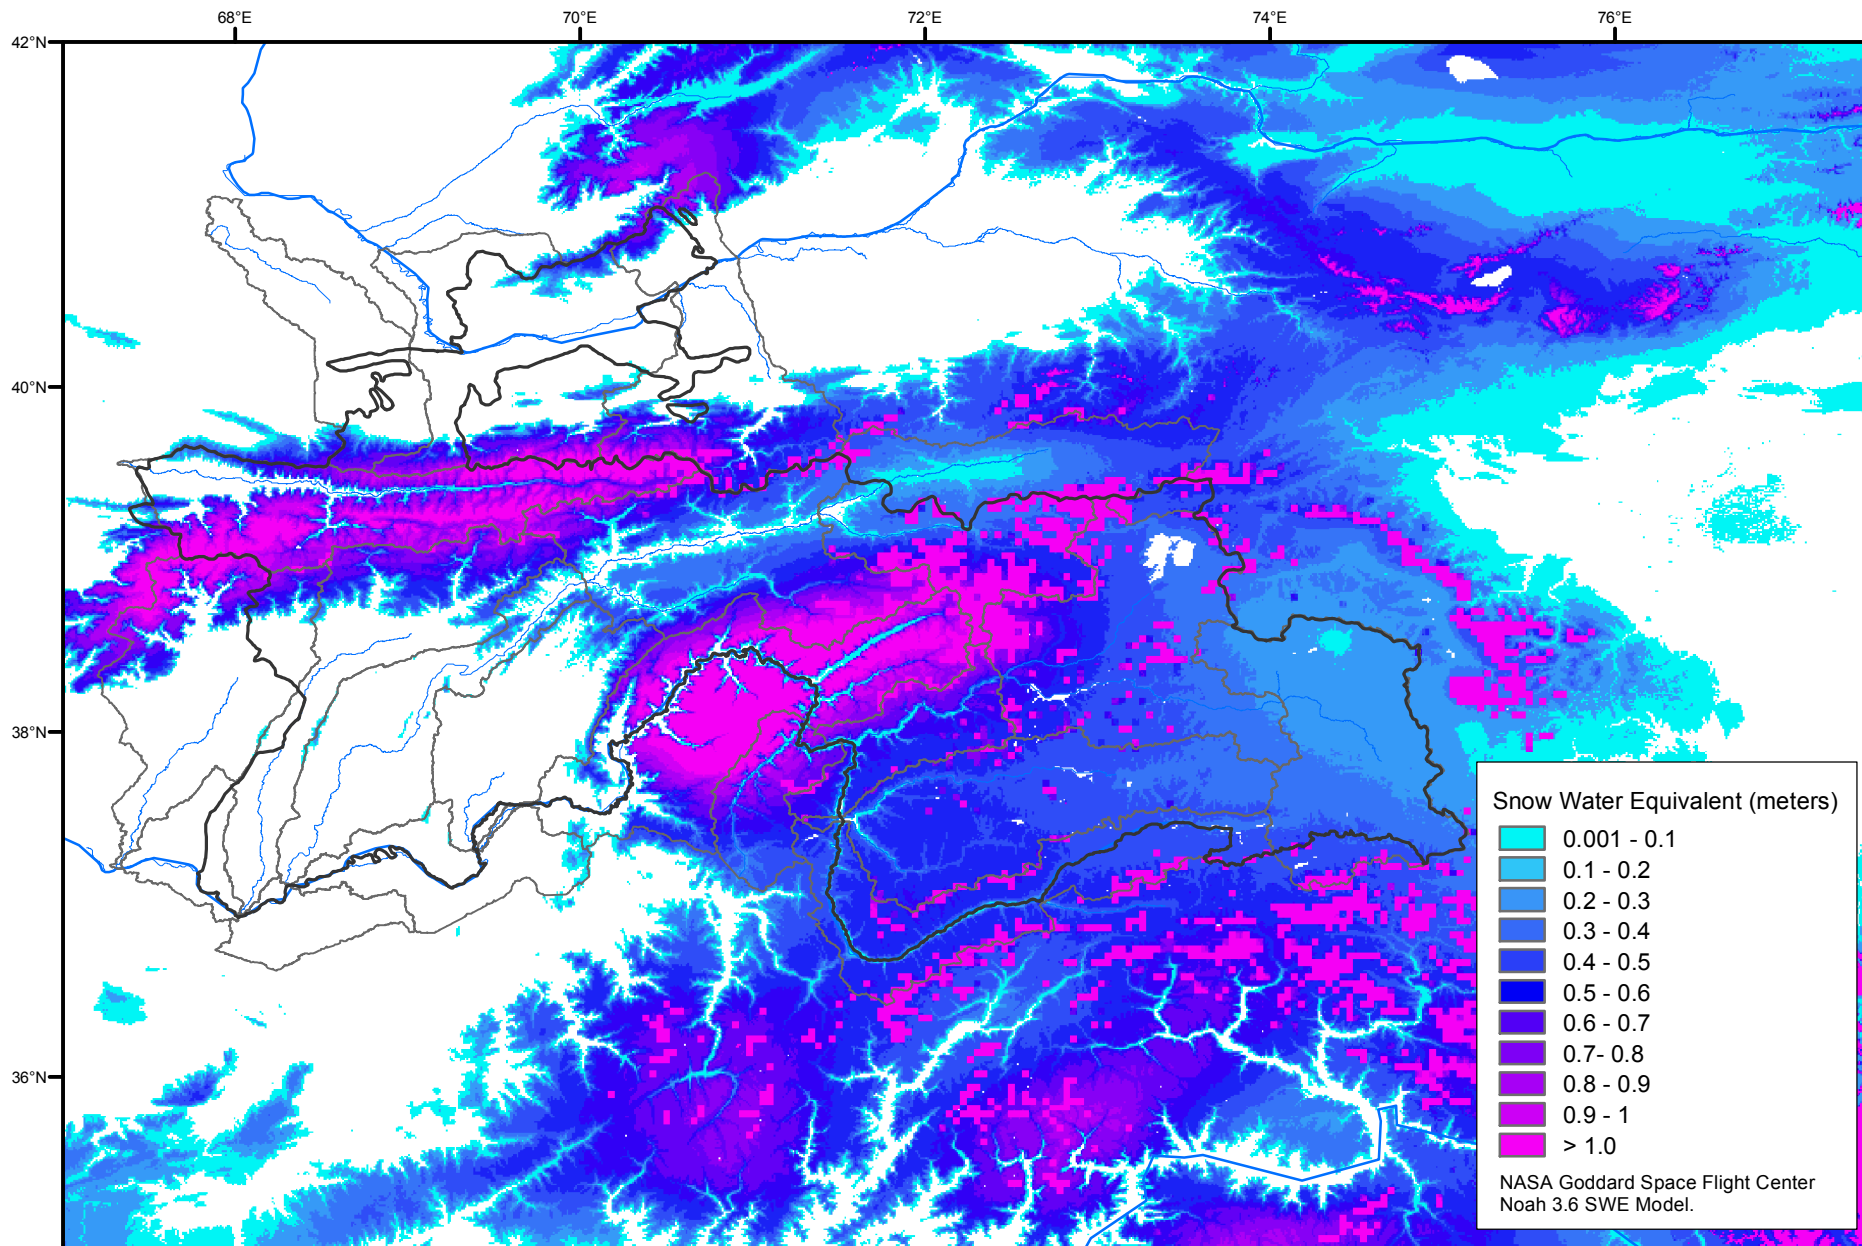 68°E
70°E
72°E
74°E
76°E
42°N
40°N
38°N
36°N
Snow Water Equivalent (meters)
0.001 - 0.1
0.1 - 0.2
0.2 - 0.3
0.3 - 0.4
0.4 - 0.5
0.5 - 0.6
0.6 - 0.7
0.7- 0.8
0.8 - 0.9
0.9 - 1
> 1.0
NASA Goddard Space Flight Center
Noah 3.6 SWE Model.